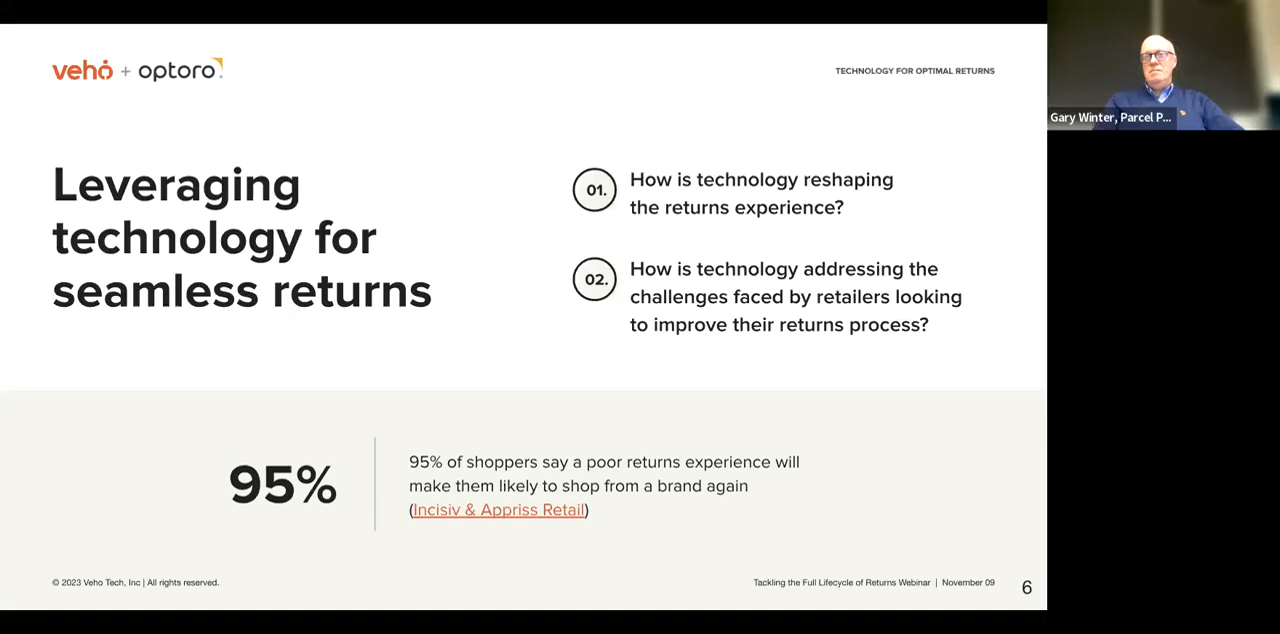 vehō + optoro
TECHNOLOGY FOR OPTIMAL RETURNS
Leveraging
technology for
seamless returns
01.
How is technology reshaping
the returns experience?
02.
How is technology addressing the
challenges faced by retailers looking
to improve their returns process?
95%
95% of shoppers say a poor returns experience will
make them likely to shop from a brand again
(Incisiv & Appriss Retail)
© 2023 Veho Tech, Inc | All rights reserved.
Tackling the Full Lifecycle of Returns Webinar | November 09
6
Gary Winter, Parcel P...